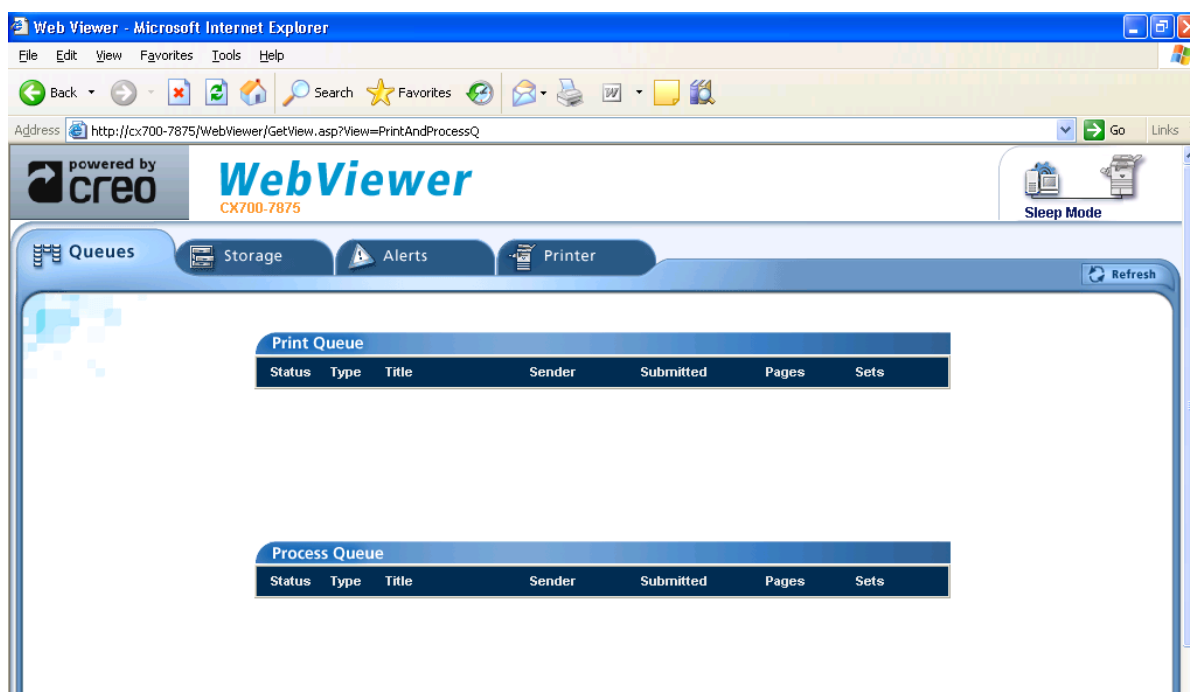 Web Viewer - Microsoft Internet Explorer
File Edit View Favorites Tools Help
Back Search Favorites
Address http://cx700-7875/WebViewer/GetView.asp?View=PrintAndProcessQ Go Links
powered by
creo
WebViewer
CX700-7875
Sleep Mode
Queues Storage Alerts Printer
Refresh
Print Queue
Status Type Title Sender Submitted Pages Sets
Process Queue
Status Type Title Sender Submitted Pages Sets